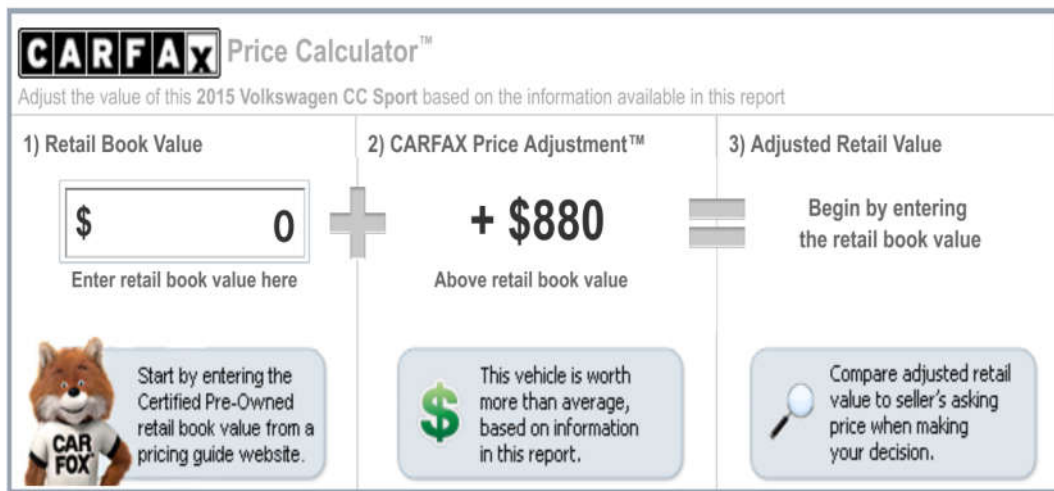 CARFAX Price Calculator™
Adjust the value of this 2015 Volkswagen CC Sport based on the information available in this report
1) Retail Book Value
$ 0
Enter retail book value here
Start by entering the
Certified Pre-Owned
retail book value from a
pricing guide website.
CAR
FOX
2) CARFAX Price Adjustment™
+ $880
Above retail book value
$
This vehicle is worth
more than average,
based on information
in this report.
3) Adjusted Retail Value
Begin by entering
the retail book value
Compare adjusted retail
value to seller's asking
price when making
your decision.